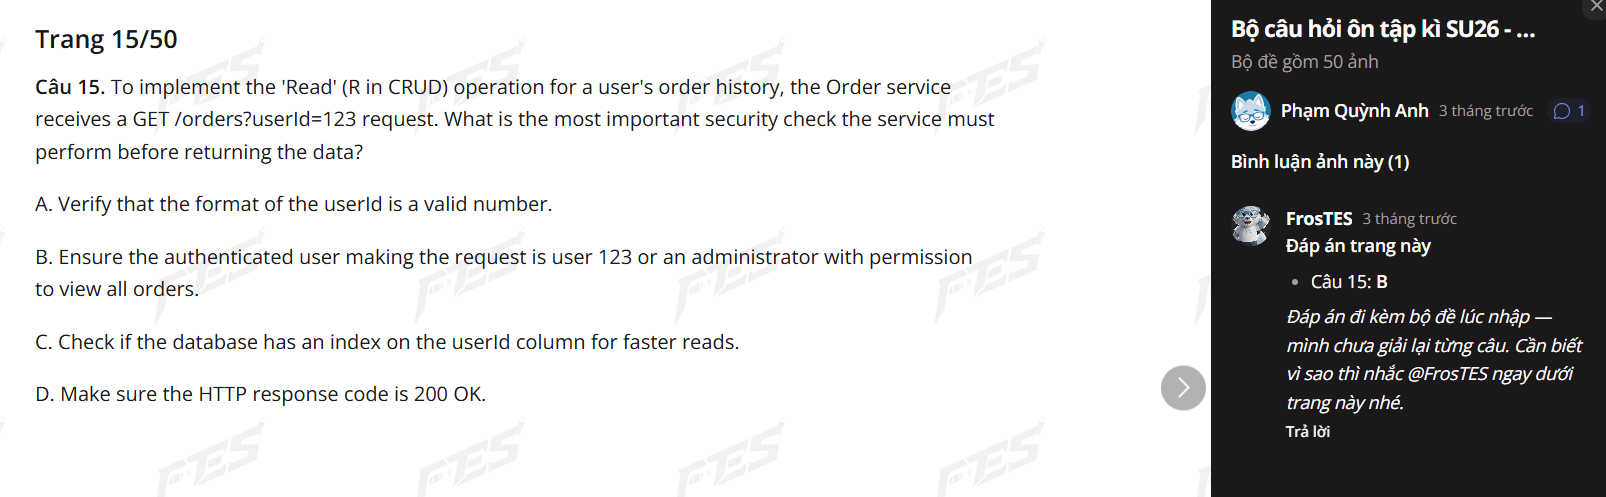 Trang 15/50
Câu 15. To implement the 'Read' (R in CRUD) operation for a user's order history, the Order service
receives a GET /orders?userId=123 request. What is the most important security check the service must
perform before returning the data?
A. Verify that the format of the userId is a valid number.
B. Ensure the authenticated user making the request is user 123 or an administrator with permission
to view all orders.
C. Check if the database has an index on the userId column for faster reads.
D. Make sure the HTTP response code is 200 OK.
FTES
Bộ câu hỏi ôn tập kì SU26 - ...
Bộ đề gồm 50 ảnh
Phạm Quỳnh Anh 3 tháng trước 1
Bình luận ảnh này (1)
FrosTES 3 tháng trước
Đáp án trang này
• Câu 15: B
Đáp án đi kèm bộ đề lúc nhập —
mình chưa giải lại từng câu. Cần biết
vì sao thì nhắc @FrosTES ngay dưới
trang này nhé.
Trả lời